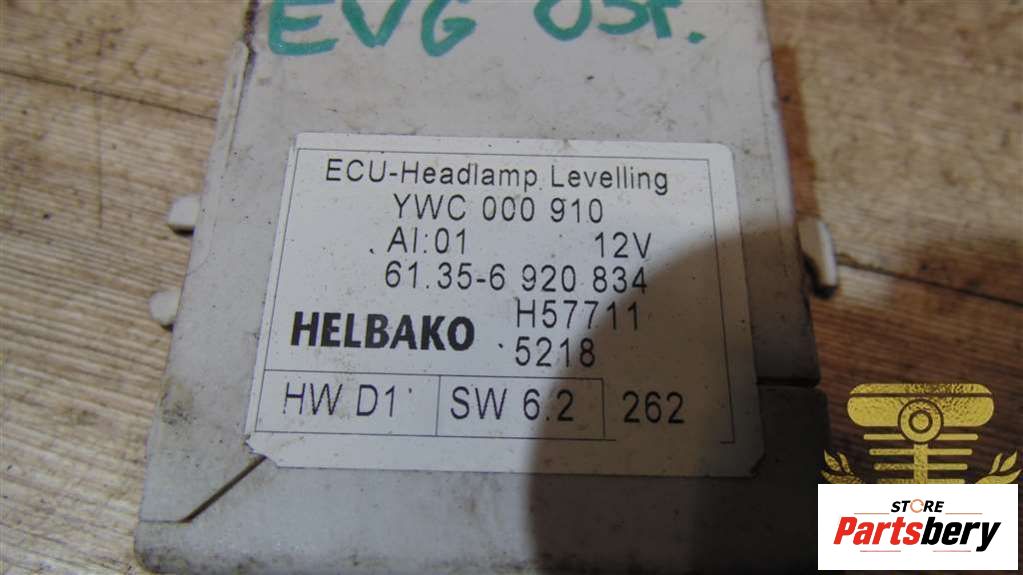 EVG 03r.
ECU-Headlamp Levelling
YWC 000 910
AI:01 12V
61.35-6 920 834
HELBAKO H57711
5218
HW D1 SW 6.2 262
STORE
Partsbery